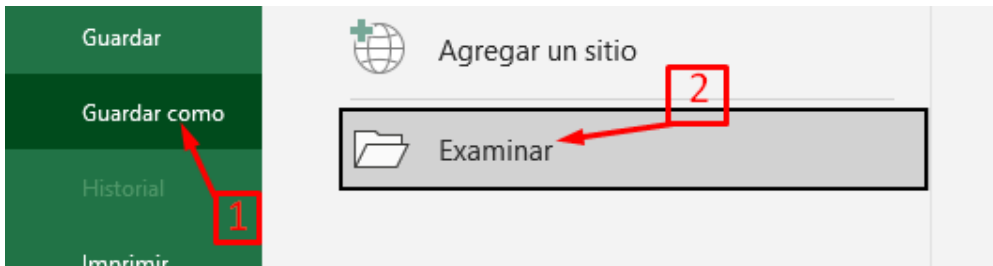 Guardar
Guardar como
Historial
Imprimir
1
Agregar un sitio
2
Examinar